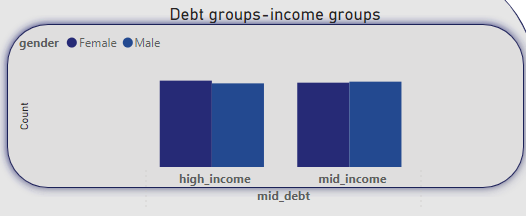 Debt groups-income groups
gender Female Male
Count
high_income mid_income
mid_debt